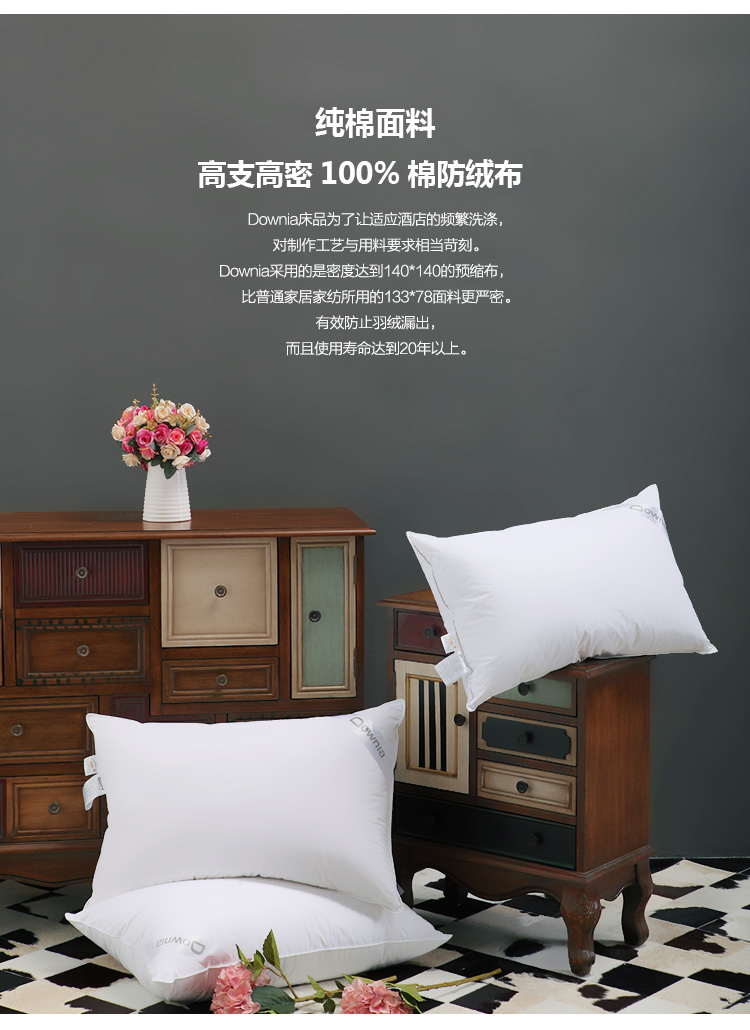 纯棉面料
高支高密 100% 棉防绒布
Downia床品为了让适应酒店的频繁洗涤，
对制作工艺与用料要求相当苛刻。
Downia采用的是密度达到140*140的预缩布，
比普通家居家纺所用的133*78面料更严密。
有效防止羽绒漏出，
而且使用寿命达到20年以上。
Downia
Downia
Downia